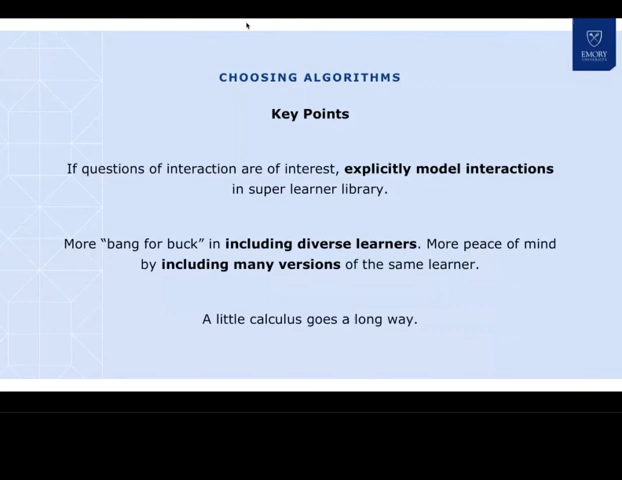 EMORY
UNIVERSITY
CHOOSING ALGORITHMS
Key Points
If questions of interaction are of interest, explicitly model interactions
in super learner library.
More “bang for buck” in including diverse learners. More peace of mind
by including many versions of the same learner.
A little calculus goes a long way.